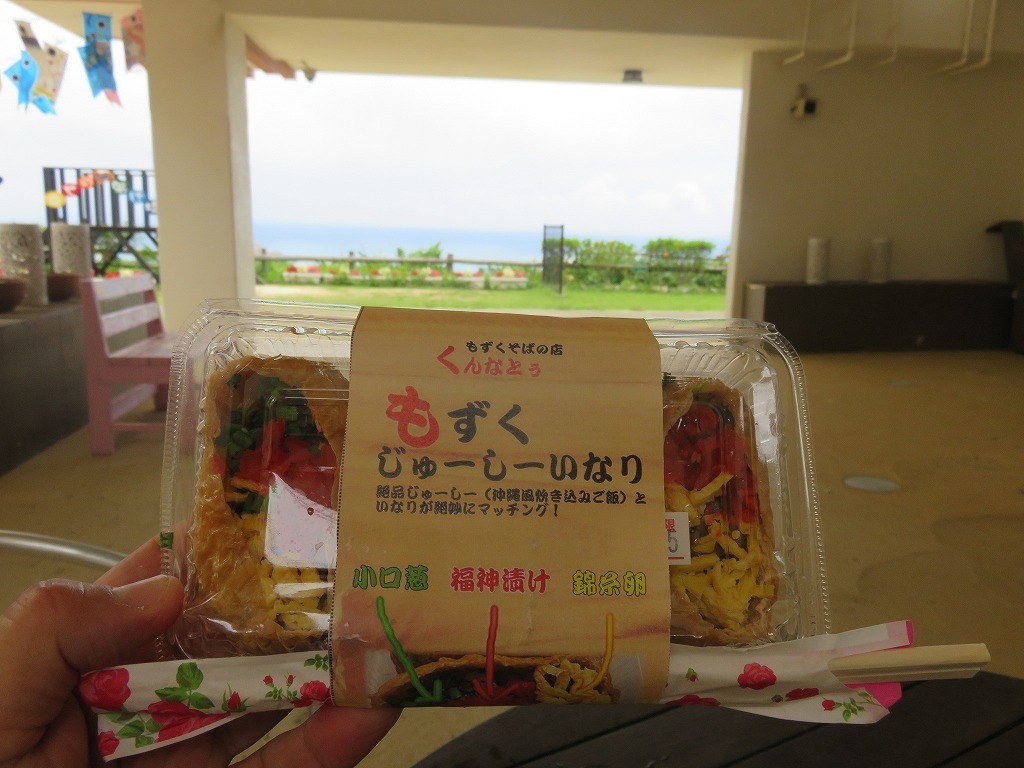 もずくそばの店
くんなとぅ
もずく
じゅーしーいなり
絶品じゅーしー（沖縄風炊き込みご飯）と
いなりが絶妙にマッチング！
小口葱 福神漬け 錦糸卵
限